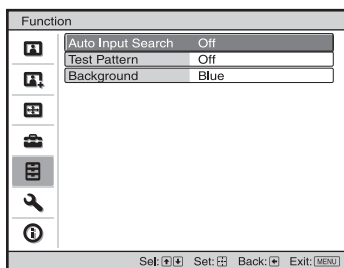 Function
Auto Input Search Off
Test Pattern Off
Background Blue
Sel: Set: Back: Exit: MENU